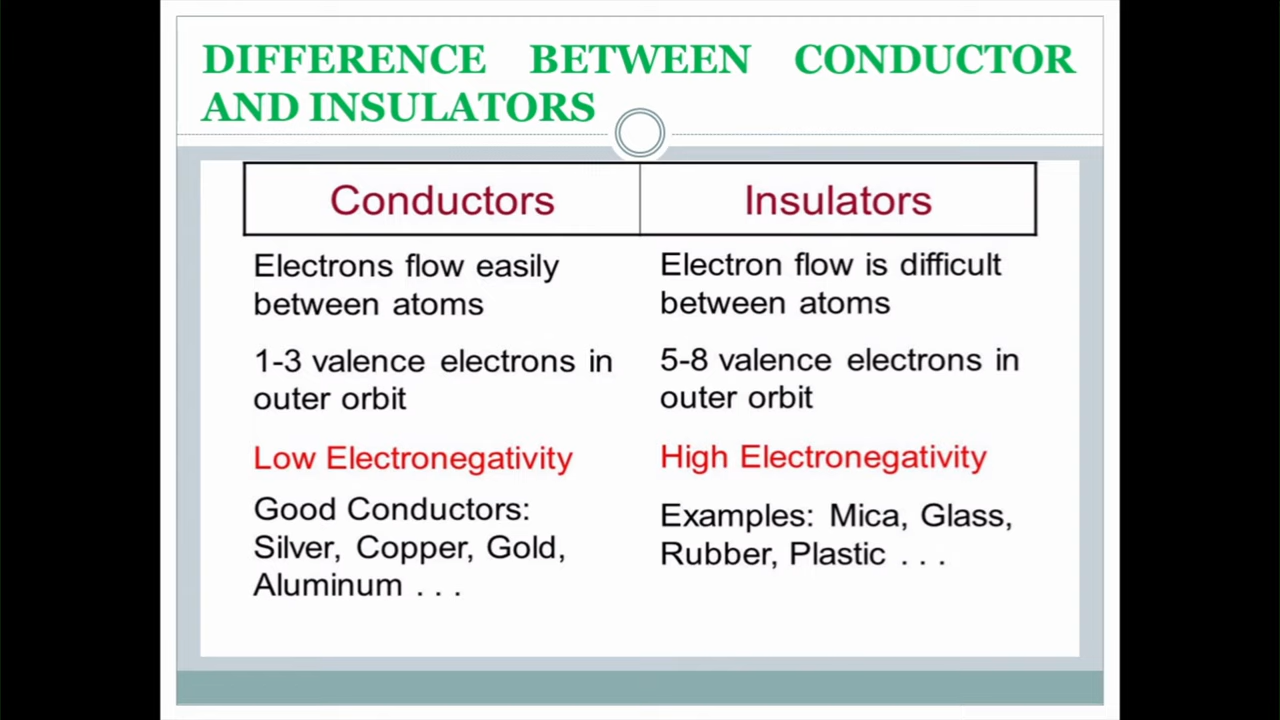 DIFFERENCE BETWEEN CONDUCTOR
AND INSULATORS
Conductors
Insulators
Electrons flow easily
between atoms
1-3 valence electrons in
outer orbit
Low Electronegativity
Good Conductors:
Silver, Copper, Gold,
Aluminum . . .
Electron flow is difficult
between atoms
5-8 valence electrons in
outer orbit
High Electronegativity
Examples: Mica, Glass,
Rubber, Plastic . . .